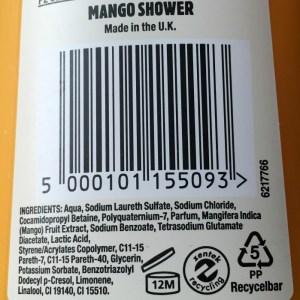 MANGO SHOWER
Made in the U.K.
5 000101 155093 >
6217766
INGREDIENTS: Aqua, Sodium Laureth Sulfate, Sodium Chloride,
Cocamidopropyl Betaine, Polyquaternium-7, Parfum, Mangifera Indica
(Mango) Fruit Extract, Sodium Benzoate, Tetrasodium Glutamate
Diacetate, Lactic Acid,
Styrene/Acrylates Copolymer, C11-15
Pareth-7, C11-15 Pareth-40, Glycerin,
Potassium Sorbate, Benzotriazolyl
Dodecyl p-Cresol, Limonene,
Linalool, CI 19140, CI 15510.
12M
zentek
recycling
5
PP
Recycelbar